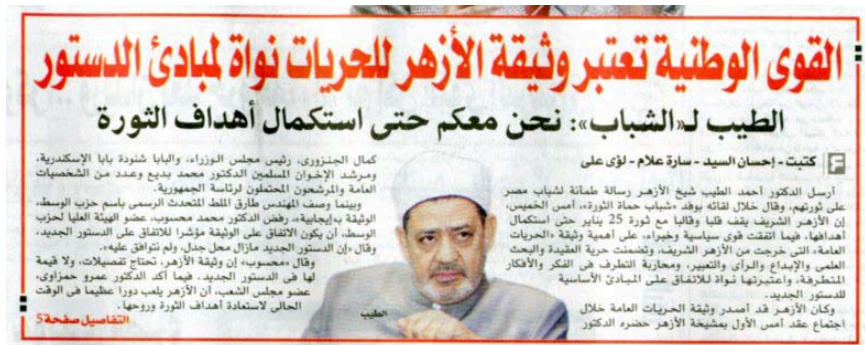 القوى الوطنية تعتبر وثيقة الأزهر للحريات نواة لمبادئ الدستور
الطيب لـ«الشباب»: نحن معكم حتى استكمال أهداف الثورة
كتبت - إحسان السيد - سارة علام - لؤى على
أرسل الدكتور أحمد الطيب شيخ الأزهر رسالة طمأنة لشباب مصر
على ثورتهم، وقال خلال لقائه بوفد «شباب حماة الثورة»، أمس الخميس،
إن الأزهر الشريف يقف قلبا وقالبا مع ثورة 25 يناير حتى استكمال
أهدافها، فيما اتفقت قوى سياسية وخبراء، على أهمية وثيقة «الحريات
العامة، التى خرجت من الأزهر الشريف، وتضمنت حرية العقيدة والبحث
العلمى والإبداع والرأى والتعبير، ومحاربة التطرف فى الفكر والأفكار
المتطرفة، واعتبرتها نواة للاتفاق على المبادئ الأساسية
للدستور الجديد.
وكان الأزهر قد أصدر وثيقة الحريات العامة خلال
اجتماع عقد أمس الأول بمشيخة الأزهر حضره الدكتور
كمال الجنزورى، رئيس مجلس الوزراء، والبابا شنودة بابا الإسكندرية،
ومرشد الإخوان المسلمين الدكتور محمد بديع وعدد من الشخصيات
العامة والمرشحون المحتملون لرئاسة الجمهورية.
وبينما وصف المهندس طارق الملط المتحدث الرسمى باسم حزب الوسط،
الوثيقة بـ«إيجابية»، رفض الدكتور محمد محسوب، عضو الهيئة العليا لحزب
الوسط، أن يكون الاتفاق على الوثيقة مؤشرا للاتفاق على الدستور الجديد،
وقال «إن الدستور الجديد مازال محل جدل، ولم نتوافق عليه».
وقال «محسوب» إن وثيقة الأزهر، تحتاج تفصيلات، ولا قيمة
لها فى الدستور الجديد. فيما أكد الدكتور عمرو حمزاوى،
عضو مجلس الشعب، أن الأزهر يلعب دورا عظيما فى الوقت
الحالى لاستعادة أهداف الثورة وروحها.
التفاصيل صفحة 5
الطيب